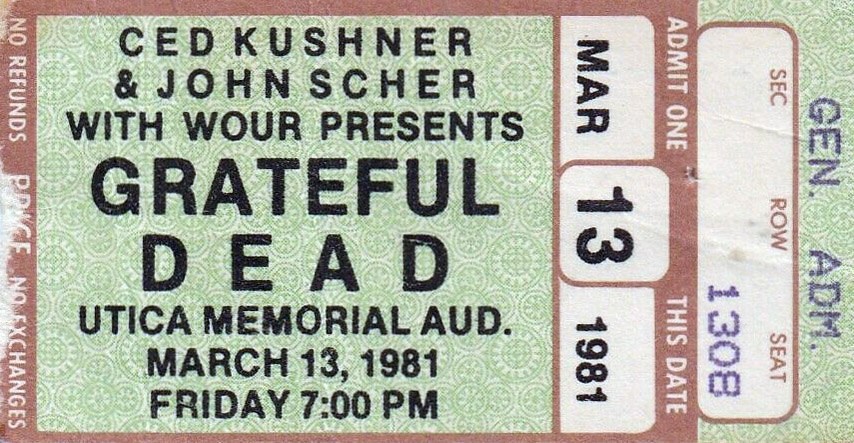 NO REFUNDS PRICE NO EXCHANGES
CED KUSHNER
& JOHN SCHER
WITH WOUR PRESENTS
GRATEFUL
DEAD
UTICA MEMORIAL AUD.
MARCH 13, 1981
FRIDAY 7:00 PM
MAR
13
1981
ADMIT ONE THIS DATE
SEC ROW SEAT
1308
GEN. ADM.